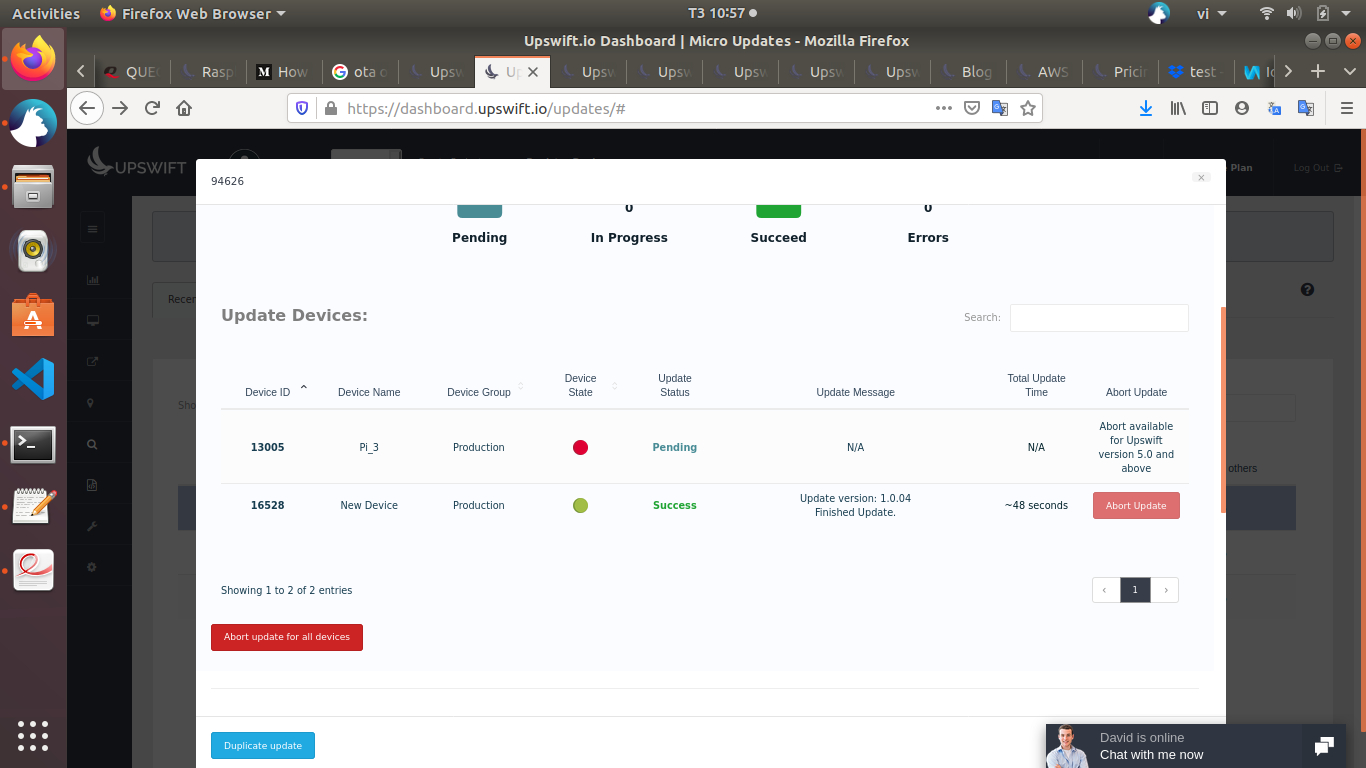 Activities
Firefox Web Browser
T3 10:57
vi
Upswift.io Dashboard | Micro Updates - Mozilla Firefox
QUEC
Rasp
How
ota o
Upsw
Up
Upsw
Upsw
Upsw
Upsw
Upsw
Blog
AWS
Pricin
test -
Io
https://dashboard.upswift.io/updates/#
UPSWIFT
Plan
Log Out
94626
Recen
0
0
Pending
In Progress
Succeed
Errors
Update Devices:
Search:
Device ID
Device Name
Device Group
Device State
Update Status
Update Message
Total Update Time
Abort Update
Sho
13005
Pi_3
Production
Pending
N/A
N/A
Abort available
for Upswift
version 5.0 and
above
others
16528
New Device
Production
Success
Update version: 1.0.04
Finished Update.
~48 seconds
Abort Update
Showing 1 to 2 of 2 entries
‹
1
›
Abort update for all devices
Duplicate update
David is online
Chat with me now